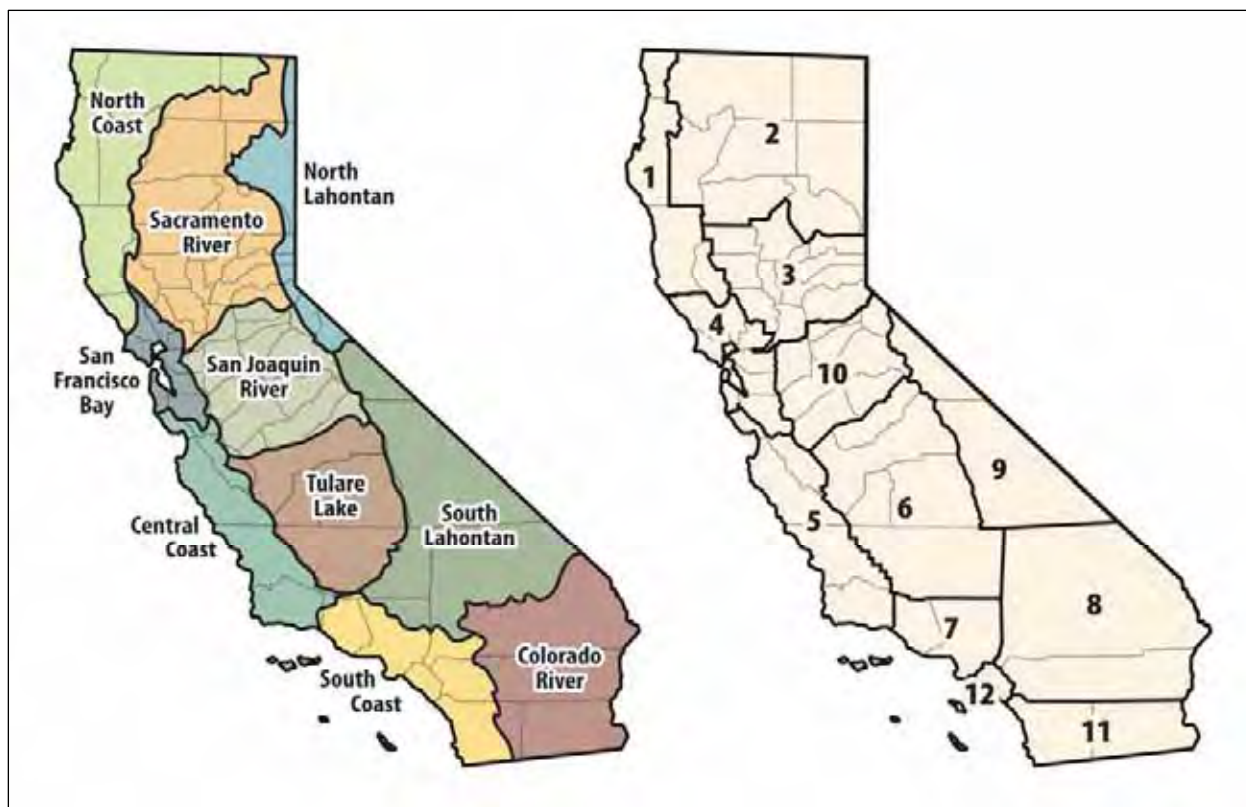 North
Coast
North
Lahontan
Sacramento
River
San
Francisco
Bay
San Joaquin
River
Tulare
Lake
Central
Coast
South
Lahontan
South
Coast
Colorado
River
1
2
3
4
10
9
5
6
8
7
12
11